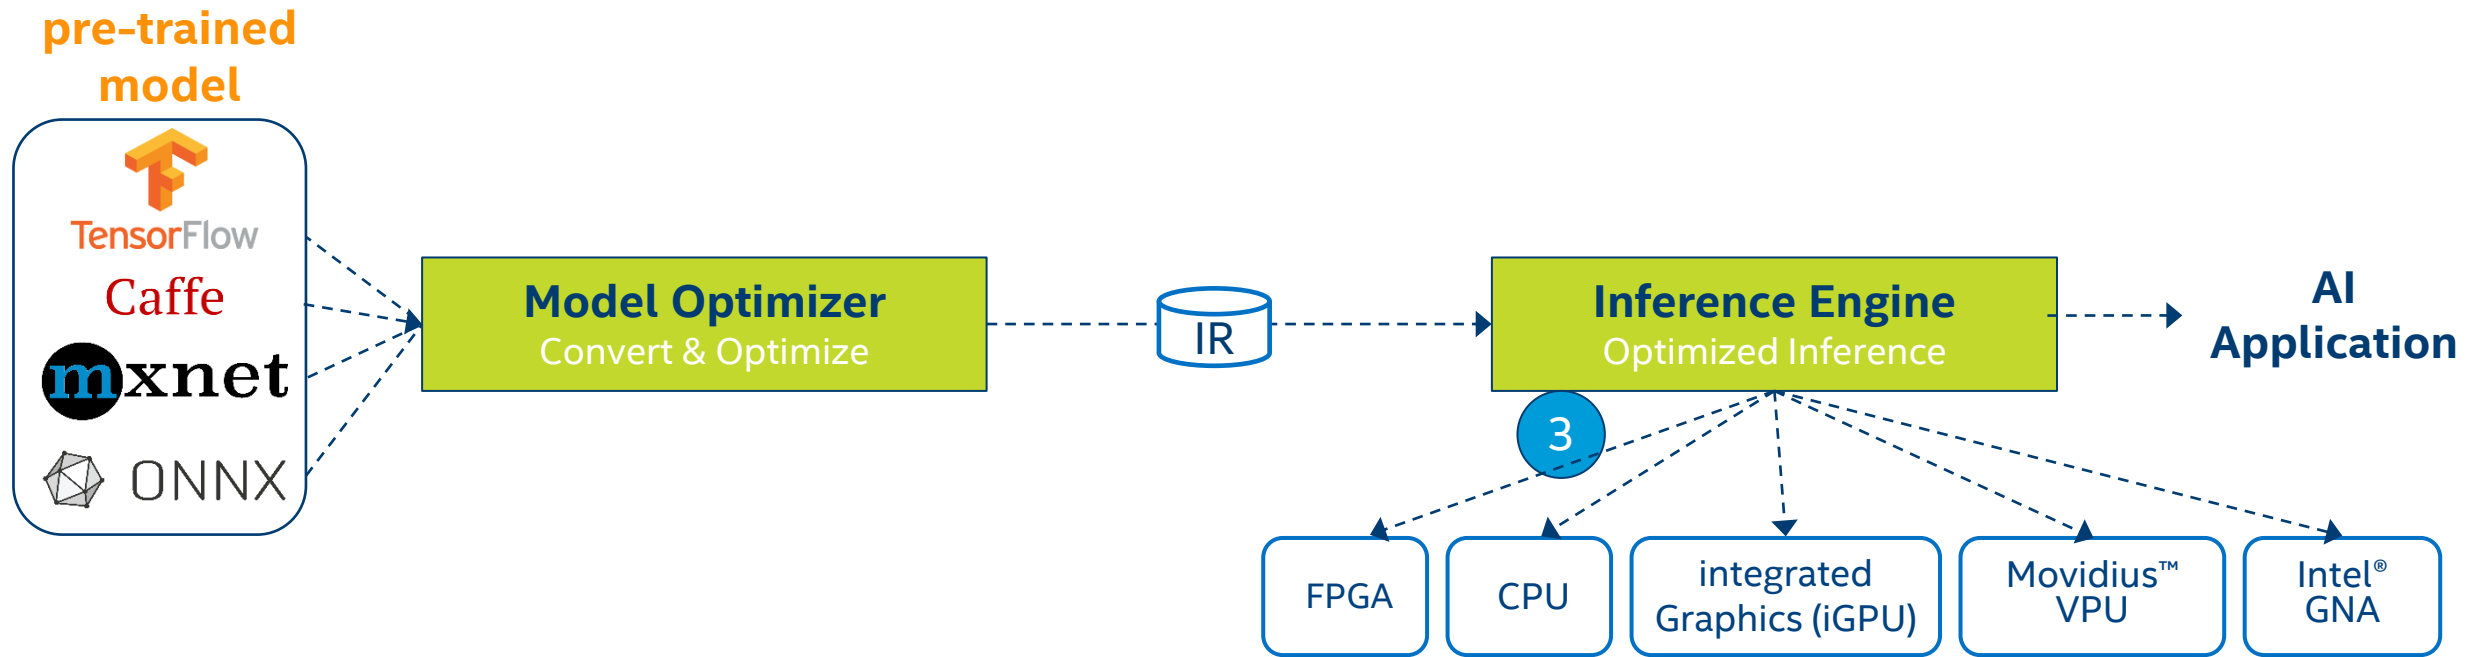 pre-trained
model
TensorFlow
Caffe
mxnet
ONNX
Model Optimizer
Convert & Optimize
IR
Inference Engine
Optimized Inference
AI
Application
3
FPGA
CPU
integrated
Graphics (iGPU)
Movidius™
VPU
Intel®
GNA